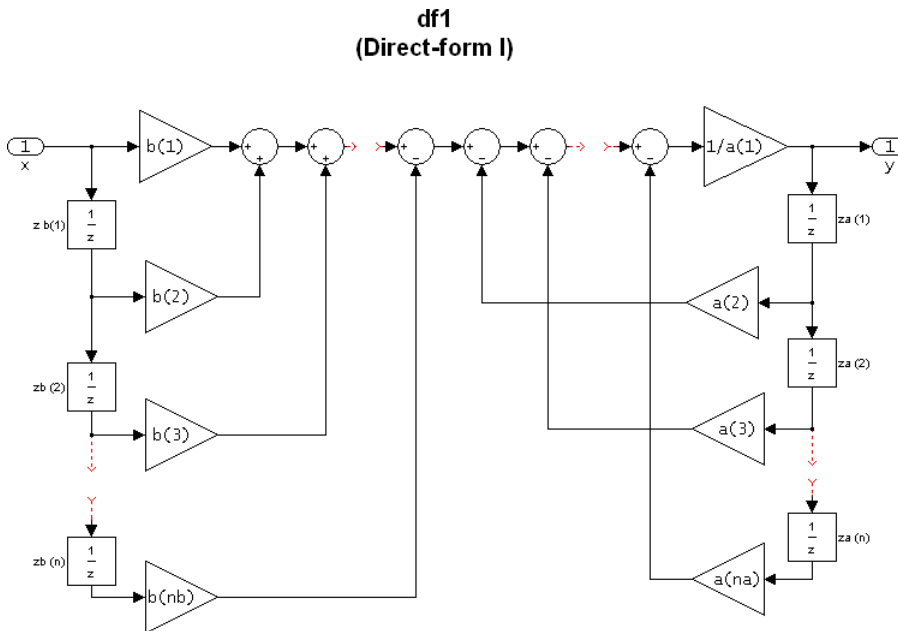 df1
(Direct-form I)
1
x
b(1)
+
+
+
+
+
−
+
−
+
−
+
−
1/a(1)
1
y
z b(1)
1
z
1
z
za (1)
b(2)
a(2)
zb (2)
1
z
1
z
za (2)
b(3)
a(3)
zb (n)
1
z
1
z
za (n)
b(nb)
a(na)